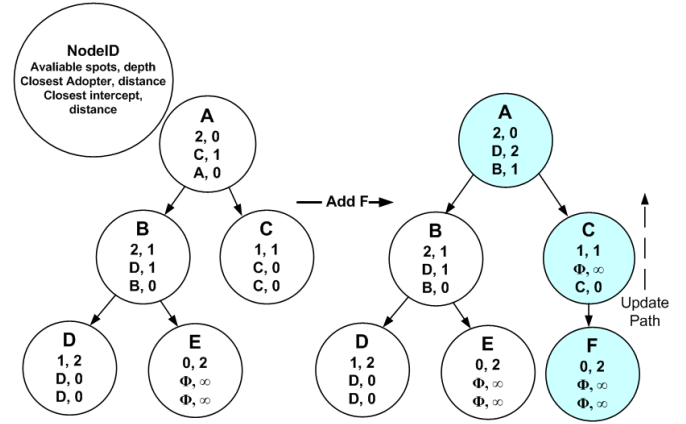 NodeID
Avaliable spots, depth
Closest Adopter, distance
Closest intercept,
distance
A
2, 0
C, 1
A, 0
B
2, 1
D, 1
B, 0
C
1, 1
C, 0
C, 0
D
1, 2
D, 0
D, 0
E
0, 2
Φ, ∞
Φ, ∞
Add F
A
2, 0
D, 2
B, 1
B
2, 1
D, 1
B, 0
C
1, 1
Φ, ∞
C, 0
D
1, 2
D, 0
D, 0
E
0, 2
Φ, ∞
Φ, ∞
F
0, 2
Φ, ∞
Φ, ∞
Update
Path